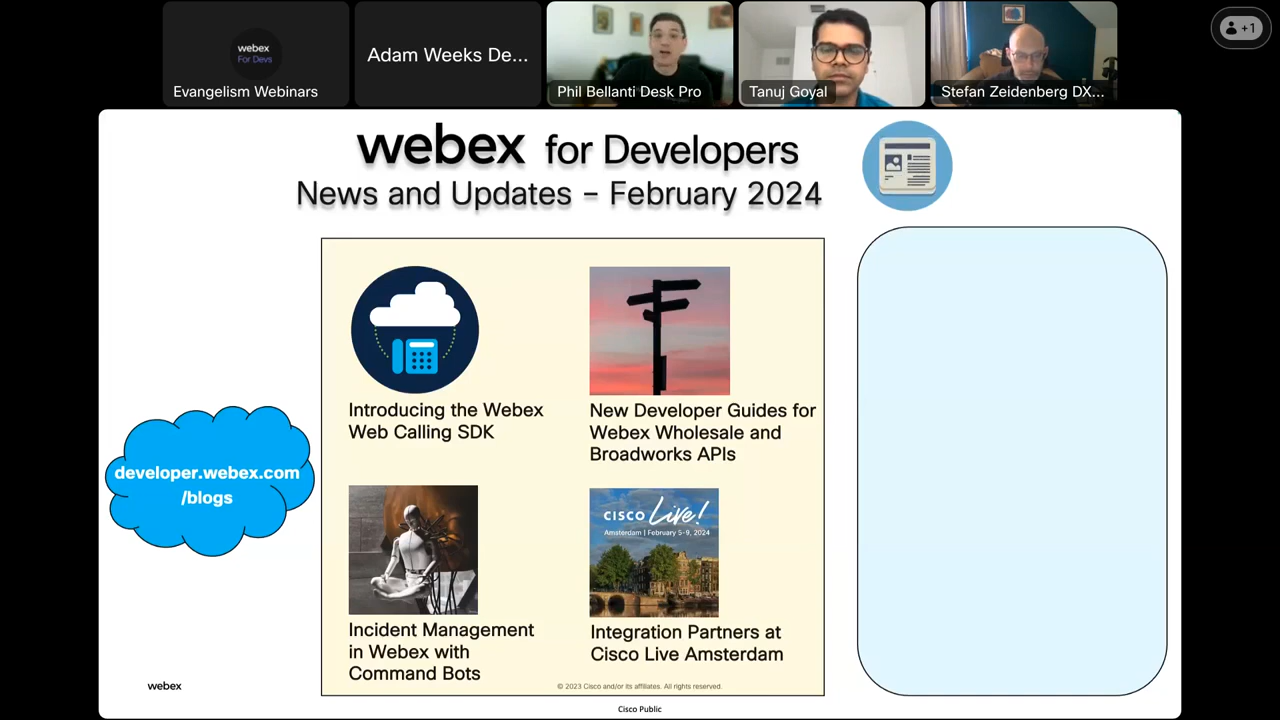 webex
For Devs
Evangelism Webinars
Adam Weeks De...
Phil Bellanti Desk Pro
Tanuj Goyal
Stefan Zeidenberg DX...
+1
webex for Developers
News and Updates – February 2024
developer.webex.com
/blogs
Introducing the Webex
Web Calling SDK
New Developer Guides for
Webex Wholesale and
Broadworks APIs
CISCO Live!
Amsterdam | February 5-9, 2024
Incident Management
in Webex with
Command Bots
Integration Partners at
Cisco Live Amsterdam
webex
© 2023 Cisco and/or its affiliates. All rights reserved.
Cisco Public